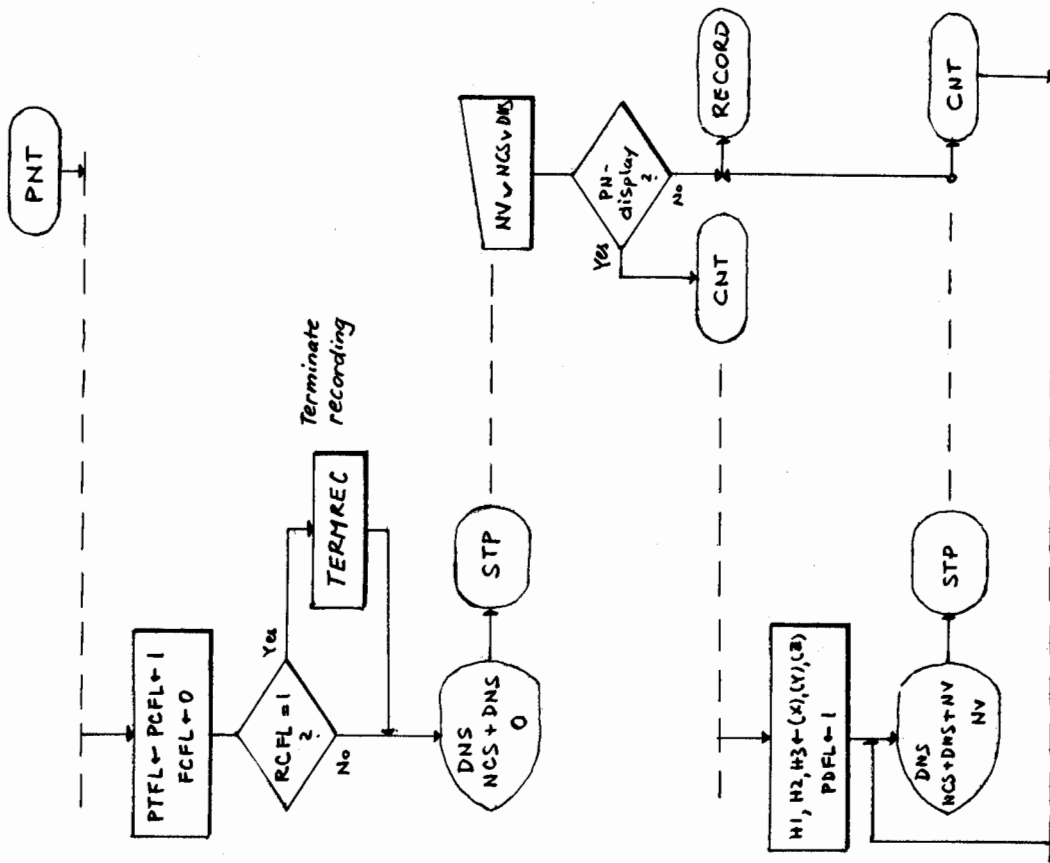 PNT
PTFL ← PCFL ← 1
FCFL ← 0
RCFL = 1
?
Yes
No
TERMREC
Terminate
recording
DNS
NCS + DNS
0
STP
NV v NCS v DNS
PN-
display
?
Yes
No
RECORD
CNT
CNT
H1, H2, H3 ← (X),(Y),(Z)
PDFL ← 1
DNS
NCS+DNS+NV
NV
STP